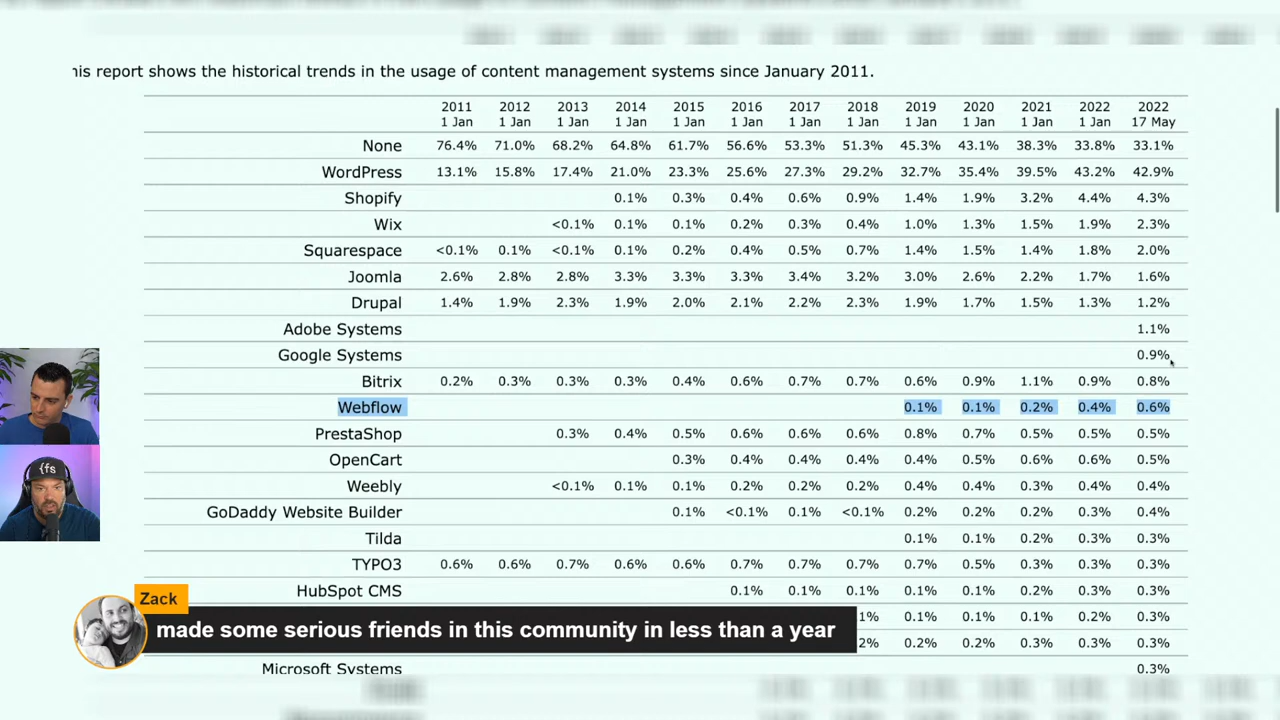 his report shows the historical trends in the usage of content management systems since January 2011.
2011 2012 2013 2014 2015 2016 2017 2018 2019 2020 2021 2022 2022
1 Jan 1 Jan 1 Jan 1 Jan 1 Jan 1 Jan 1 Jan 1 Jan 1 Jan 1 Jan 1 Jan 1 Jan 17 May
None 76.4% 71.0% 68.2% 64.8% 61.7% 56.6% 53.3% 51.3% 45.3% 43.1% 38.3% 33.8% 33.1%
WordPress 13.1% 15.8% 17.4% 21.0% 23.3% 25.6% 27.3% 29.2% 32.7% 35.4% 39.5% 43.2% 42.9%
Shopify 0.1% 0.3% 0.4% 0.6% 0.9% 1.4% 1.9% 3.2% 4.4% 4.3%
Wix <0.1% 0.1% 0.1% 0.2% 0.3% 0.4% 1.0% 1.3% 1.5% 1.9% 2.3%
Squarespace <0.1% 0.1% <0.1% 0.1% 0.2% 0.4% 0.5% 0.7% 1.4% 1.5% 1.4% 1.8% 2.0%
Joomla 2.6% 2.8% 2.8% 3.3% 3.3% 3.3% 3.4% 3.2% 3.0% 2.6% 2.2% 1.7% 1.6%
Drupal 1.4% 1.9% 2.3% 1.9% 2.0% 2.1% 2.2% 2.3% 1.9% 1.7% 1.5% 1.3% 1.2%
Adobe Systems 1.1%
Google Systems 0.9%
Bitrix 0.2% 0.3% 0.3% 0.3% 0.4% 0.6% 0.7% 0.7% 0.6% 0.9% 1.1% 0.9% 0.8%
Webflow 0.1% 0.1% 0.2% 0.4% 0.6%
PrestaShop 0.3% 0.4% 0.5% 0.6% 0.6% 0.6% 0.8% 0.7% 0.5% 0.5% 0.5%
OpenCart 0.3% 0.4% 0.4% 0.4% 0.4% 0.5% 0.6% 0.6% 0.5%
Weebly <0.1% 0.1% 0.1% 0.2% 0.2% 0.2% 0.4% 0.4% 0.3% 0.4% 0.4%
GoDaddy Website Builder 0.1% <0.1% 0.1% <0.1% 0.2% 0.2% 0.2% 0.3% 0.4%
Tilda 0.1% 0.1% 0.2% 0.3% 0.3%
TYPO3 0.6% 0.6% 0.7% 0.6% 0.6% 0.7% 0.7% 0.7% 0.7% 0.5% 0.3% 0.3% 0.3%
HubSpot CMS 0.1% 0.1% 0.1% 0.1% 0.1% 0.2% 0.3% 0.3%
.1% 0.1% 0.1% 0.1% 0.2% 0.3%
.2% 0.2% 0.2% 0.3% 0.3% 0.3%
Microsoft Systems 0.3%
{fs
Zack
made some serious friends in this community in less than a year